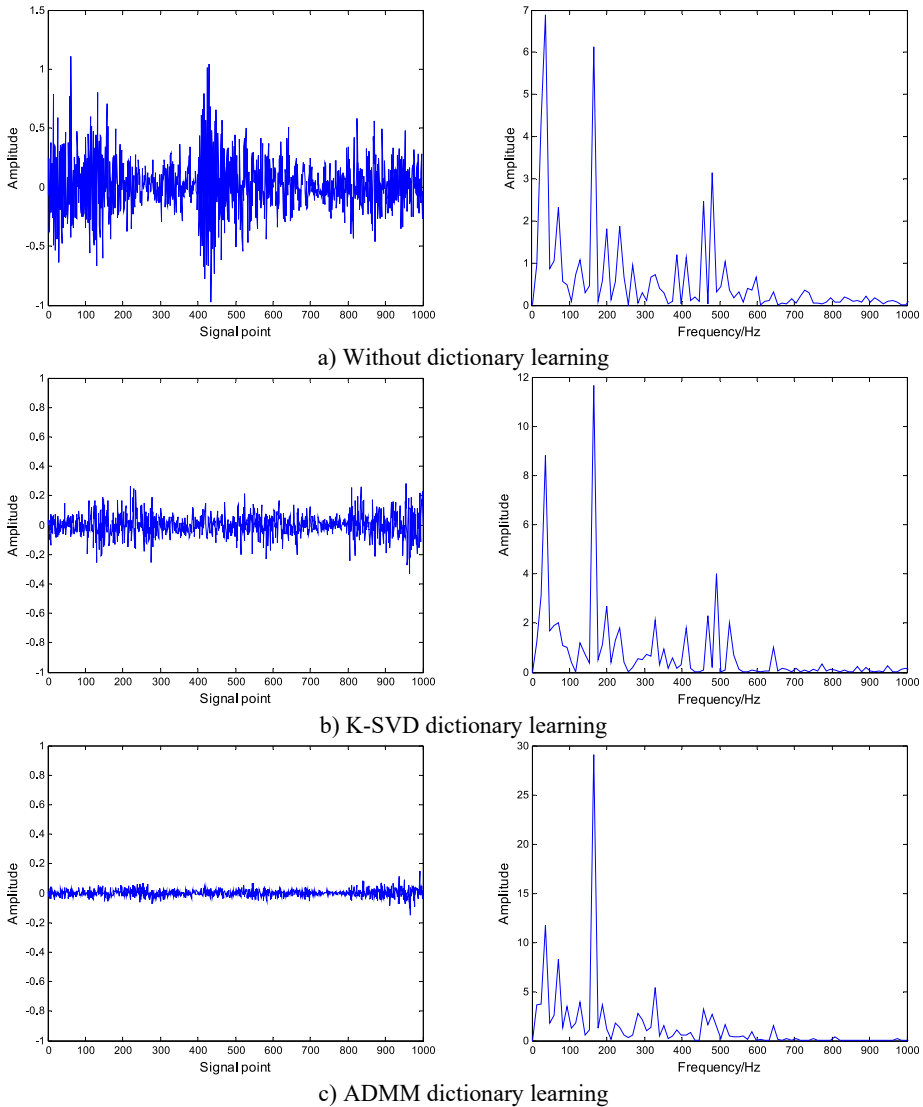 1.5
1
0.5
0
-0.5
-1
Amplitude
0 100 200 300 400 500 600 700 800 900 1000
Signal point
7
6
5
4
3
2
1
0
Amplitude
0 100 200 300 400 500 600 700 800 900 1000
Frequency/Hz
a) Without dictionary learning
1
0.8
0.6
0.4
0.2
0
-0.2
-0.4
-0.6
-0.8
-1
Amplitude
0 100 200 300 400 500 600 700 800 900 1000
Signal point
12
10
8
6
4
2
0
Amplitude
0 100 200 300 400 500 600 700 800 900 1000
Frequency/Hz
b) K-SVD dictionary learning
1
0.8
0.6
0.4
0.2
0
-0.2
-0.4
-0.6
-0.8
-1
Amplitude
0 100 200 300 400 500 600 700 800 900 1000
Signal point
30
25
20
15
10
5
0
Amplitude
0 100 200 300 400 500 600 700 800 900 1000
Frequency/Hz
c) ADMM dictionary learning